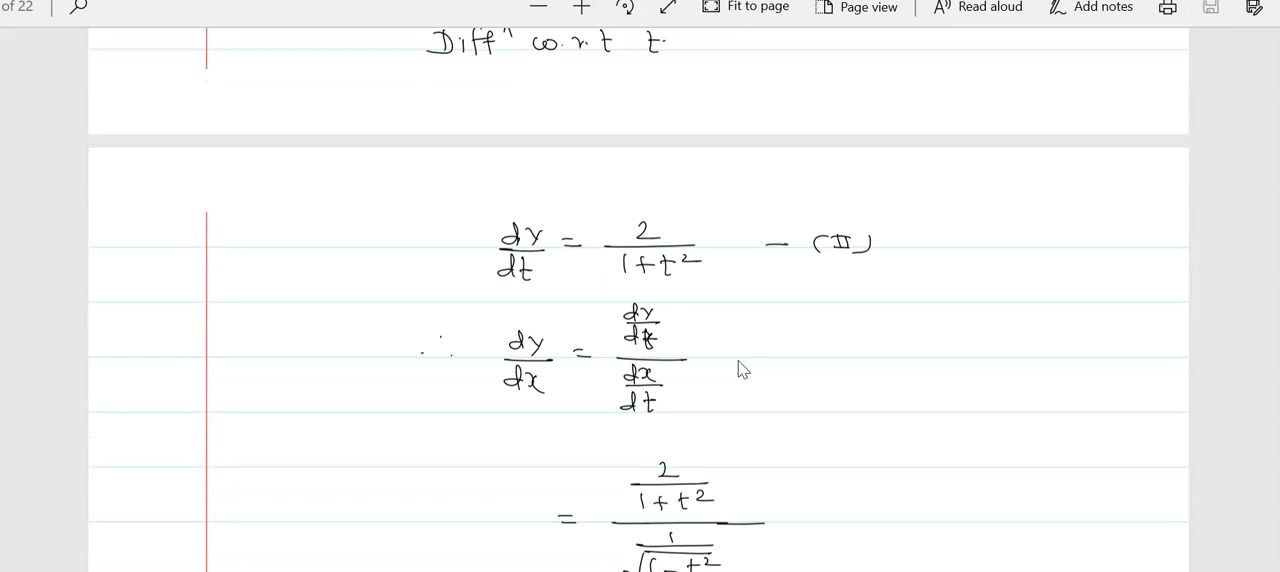 of 22 Fit to page Page view Read aloud Add notes
Diffⁿ w.r.t t.
dy/dt = 2/(1+t²) — (II)
∴ dy/dx = (dy/dt)/(dx/dt)
= (2/(1+t²))/(1/√(1-t²))